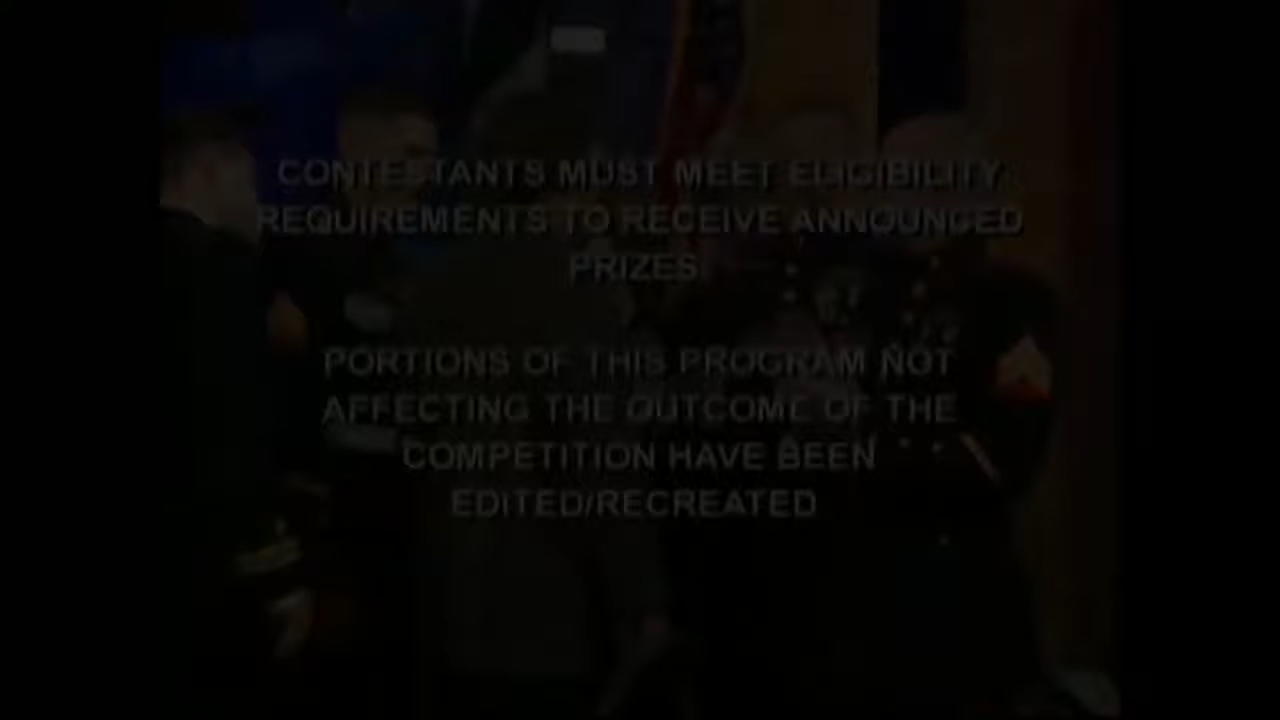 CONTESTANTS MUST MEET ELIGIBILITY
REQUIREMENTS TO RECEIVE ANNOUNCED
PRIZES
PORTIONS OF THIS PROGRAM NOT
AFFECTING THE OUTCOME OF THE
COMPETITION HAVE BEEN
EDITED/RECREATED